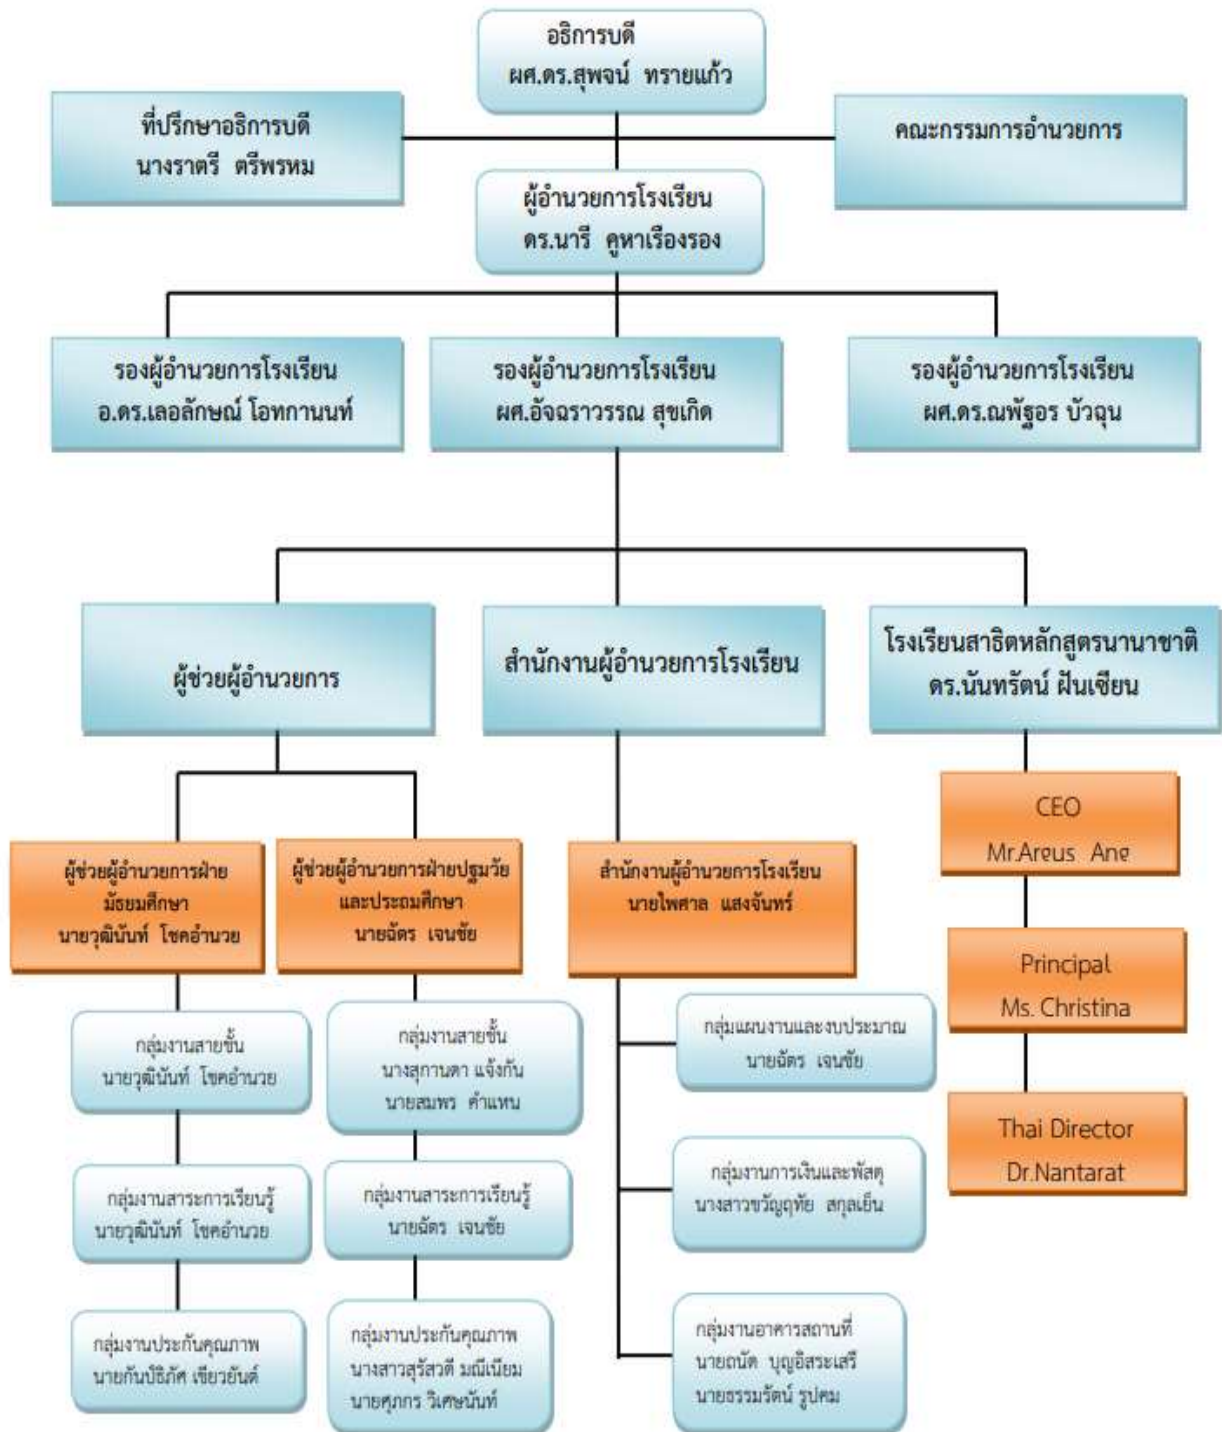 อธิการบดี
ผศ.ดร.สุพจน์ ทรายแก้ว
ที่ปรึกษาอธิการบดี
นางราตรี ตรีพรหม
คณะกรรมการอำนวยการ
ผู้อำนวยการโรงเรียน
ดร.นารี คูหาเรืองรอง
รองผู้อำนวยการโรงเรียน
อ.ดร.เลอลักษณ์ โอทกานนท์
รองผู้อำนวยการโรงเรียน
ผศ.อัจฉราวรรณ สุขเกิด
รองผู้อำนวยการโรงเรียน
ผศ.ดร.ณพัฐอร บัวฉุน
ผู้ช่วยผู้อำนวยการ
สำนักงานผู้อำนวยการโรงเรียน
โรงเรียนสาธิตหลักสูตรนานาชาติ
ดร.นันทรัตน์ ฝันเซียน
ผู้ช่วยผู้อำนวยการฝ่าย
มัธยมศึกษา
นายวุฒินันท์ โชคอำนวย
ผู้ช่วยผู้อำนวยการฝ่ายปฐมวัย
และประถมศึกษา
นายฉัตร เจนชัย
สำนักงานผู้อำนวยการโรงเรียน
นายไพศาล แสงจันทร์
CEO
Mr.Areus Ang
Principal
Ms. Christina
Thai Director
Dr.Nantarat
กลุ่มงานสายชั้น
นายวุฒินันท์ โชคอำนวย
กลุ่มงานสาระการเรียนรู้
นายวุฒินันท์ โชคอำนวย
กลุ่มงานประกันคุณภาพ
นายกันป์ธิภัศ เขียวยันต์
กลุ่มงานสายชั้น
นางสุกานดา แจ้งกัน
นายสมพร คำแหน
กลุ่มงานสาระการเรียนรู้
นายฉัตร เจนชัย
กลุ่มงานประกันคุณภาพ
นางสาวสุรัสวดี มณีเนียม
นายศุภกร วิเศษนันท์
กลุ่มแผนงานและงบประมาณ
นายฉัตร เจนชัย
กลุ่มงานการเงินและพัสดุ
นางสาวขวัญฤทัย สกุลเย็น
กลุ่มงานอาคารสถานที่
นายถนัด บุญอิสระเสรี
นายธรรมรัตน์ รูปคม